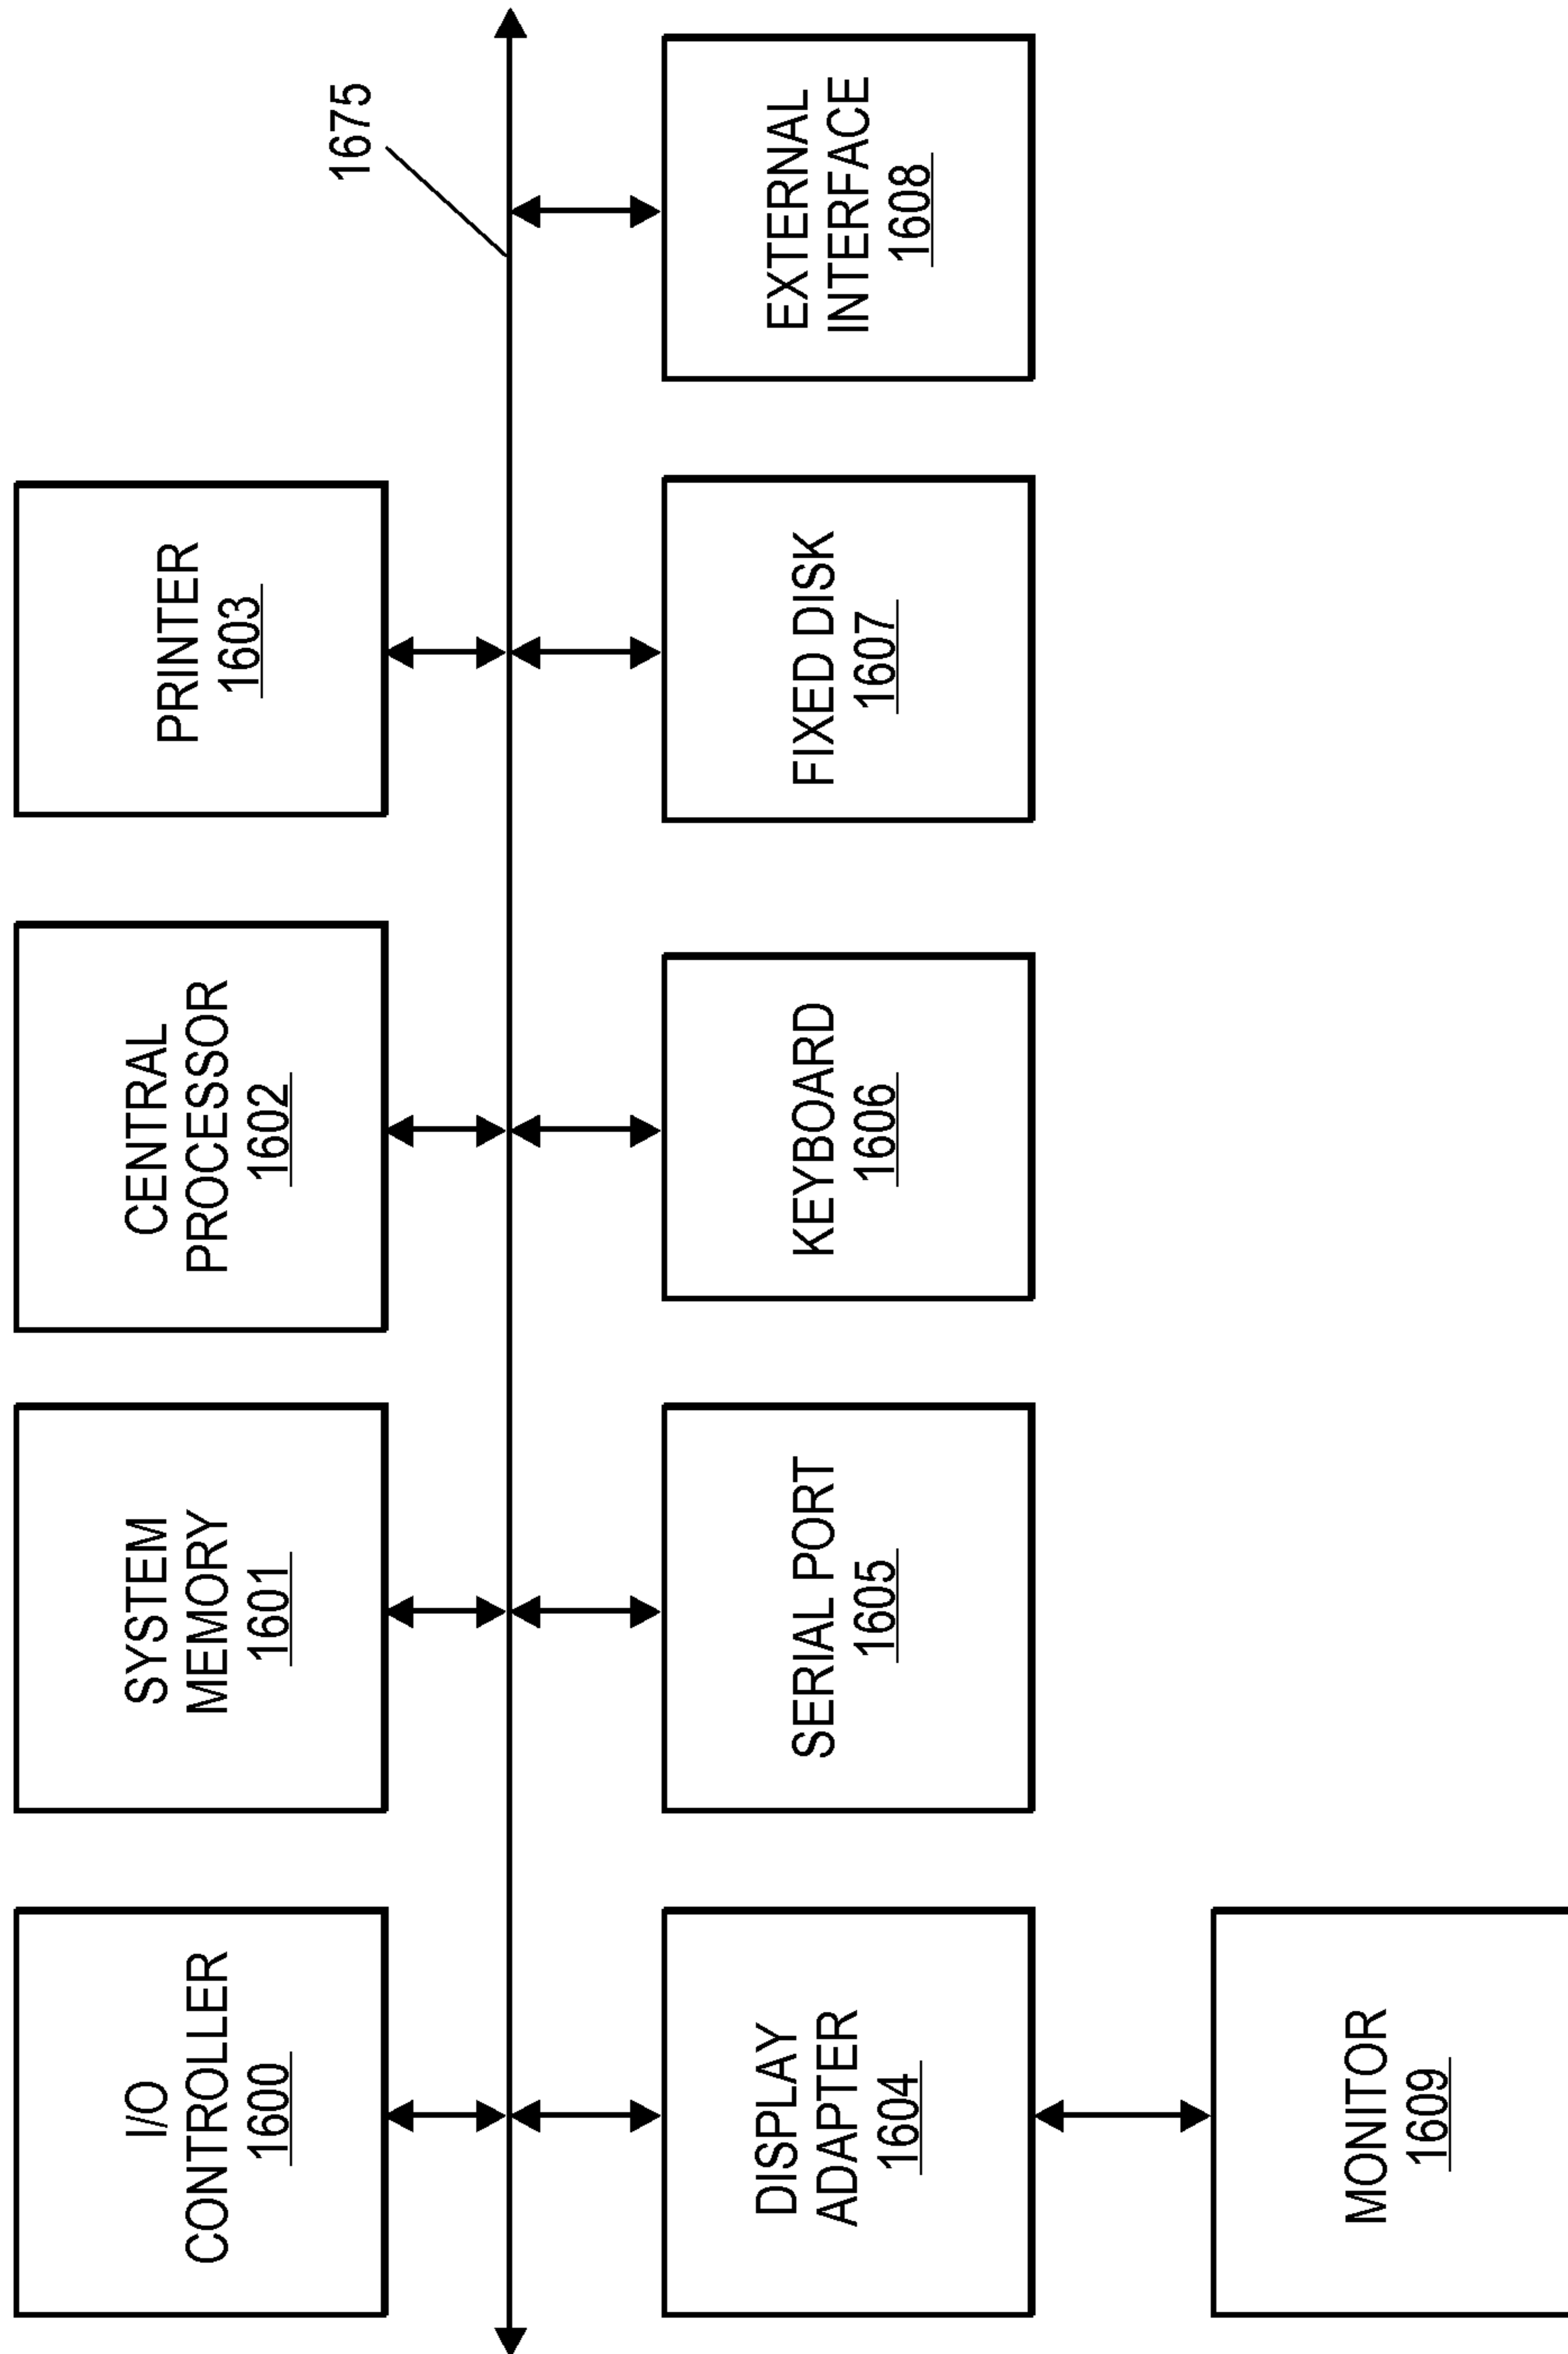 I/O
CONTROLLER
1600
SYSTEM
MEMORY
1601
CENTRAL
PROCESSOR
1602
PRINTER
1603
1675
DISPLAY
ADAPTER
1604
SERIAL PORT
1605
KEYBOARD
1606
FIXED DISK
1607
EXTERNAL
INTERFACE
1608
MONITOR
1609